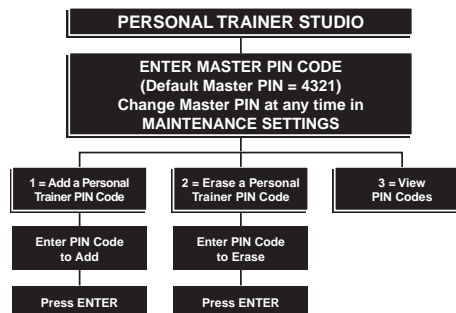 PERSONAL TRAINER STUDIO
ENTER MASTER PIN CODE
(Default Master PIN = 4321)
Change Master PIN at any time in
MAINTENANCE SETTINGS
1 = Add a Personal
Trainer PIN Code
2 = Erase a Personal
Trainer PIN Code
3 = View
PIN Codes
Enter PIN Code
to Add
Enter PIN Code
to Erase
Press ENTER
Press ENTER